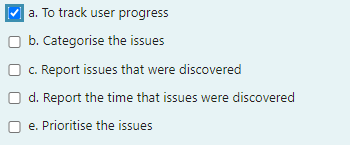 a. To track user progress
b. Categorise the issues
c. Report issues that were discovered
d. Report the time that issues were discovered
e. Prioritise the issues